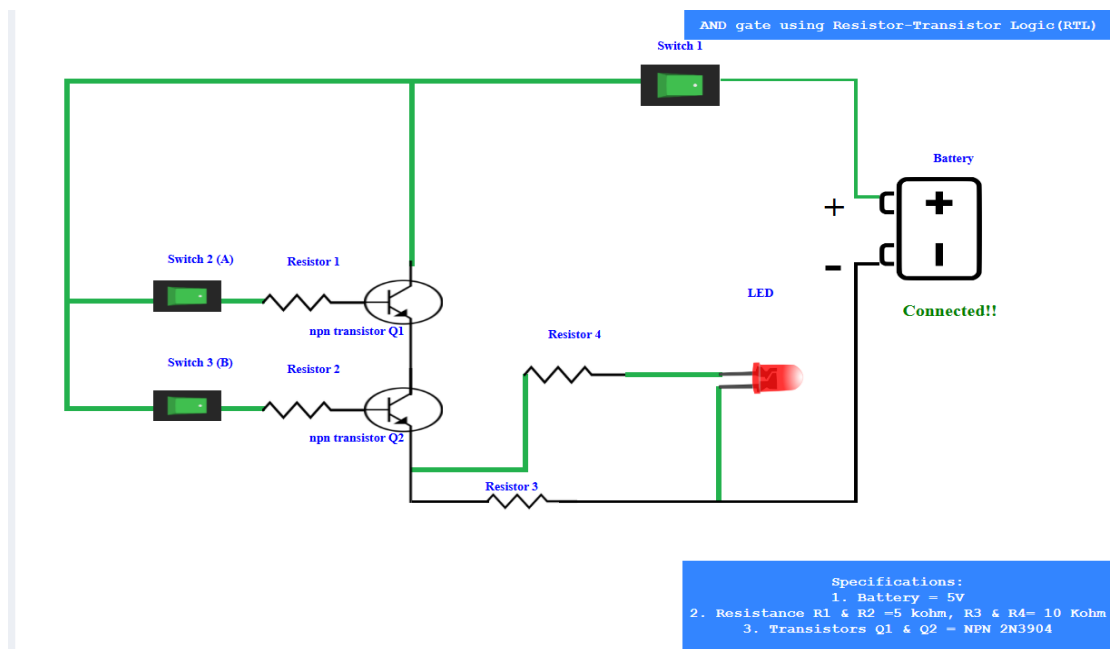 AND gate using Resistor-Transistor Logic(RTL)
Switch 1
Battery
+
+
-
-
Switch 2 (A)
Resistor 1
LED
Connected!!
npn transistor Q1
Resistor 4
Switch 3 (B)
Resistor 2
npn transistor Q2
Resistor 3
Specifications:
1. Battery = 5V
2. Resistance R1 & R2 =5 kohm, R3 & R4= 10 Kohm
3. Transistors Q1 & Q2 = NPN 2N3904